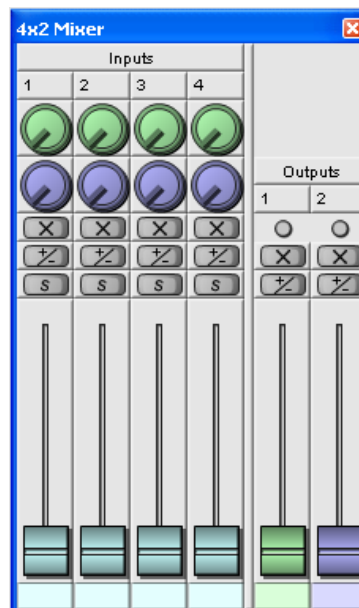 4x2 Mixer
Inputs
1 2 3 4
Outputs
1 2
X X X X
X X
+/- +/- +/- +/-
+/- +/-
S S S S